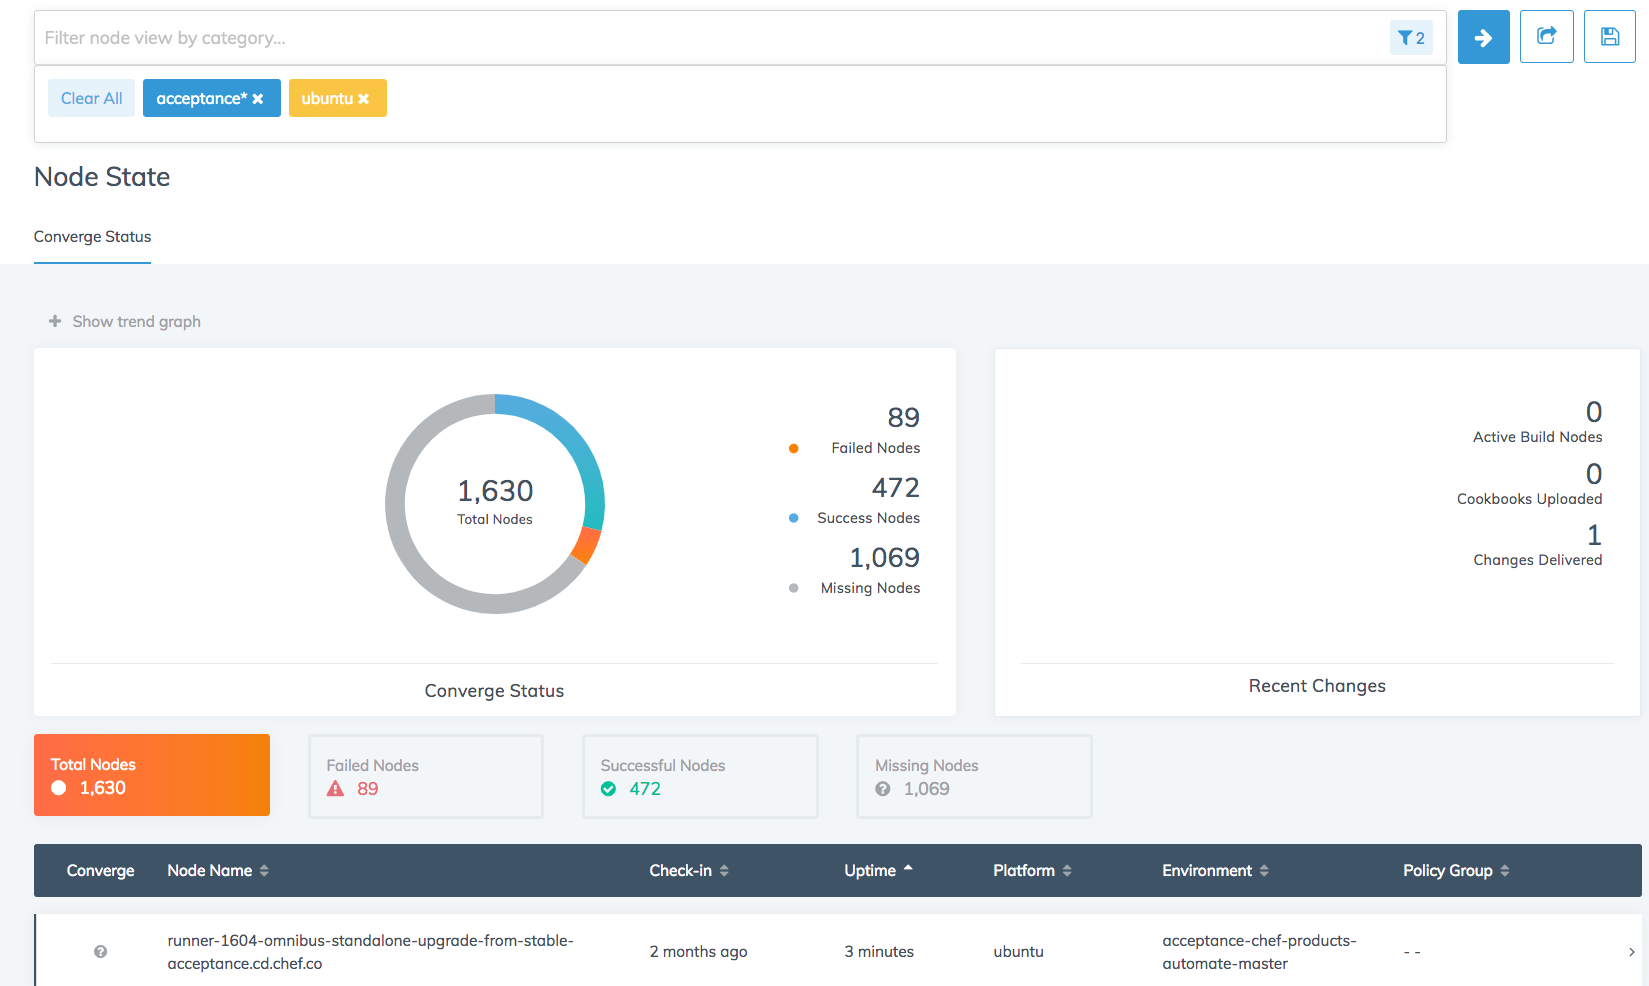 Filter node view by category...
2
Clear All
acceptance*
ubuntu
Node State
Converge Status
Show trend graph
1,630
Total Nodes
89
Failed Nodes
472
Success Nodes
1,069
Missing Nodes
Converge Status
0
Active Build Nodes
0
Cookbooks Uploaded
1
Changes Delivered
Recent Changes
Total Nodes
1,630
Failed Nodes
89
Successful Nodes
472
Missing Nodes
1,069
Converge Node Name Check-in Uptime Platform Environment Policy Group
runner-1604-omnibus-standalone-upgrade-from-stable-
acceptance.cd.chef.co
2 months ago
3 minutes
ubuntu
acceptance-chef-products-
automate-master
- -